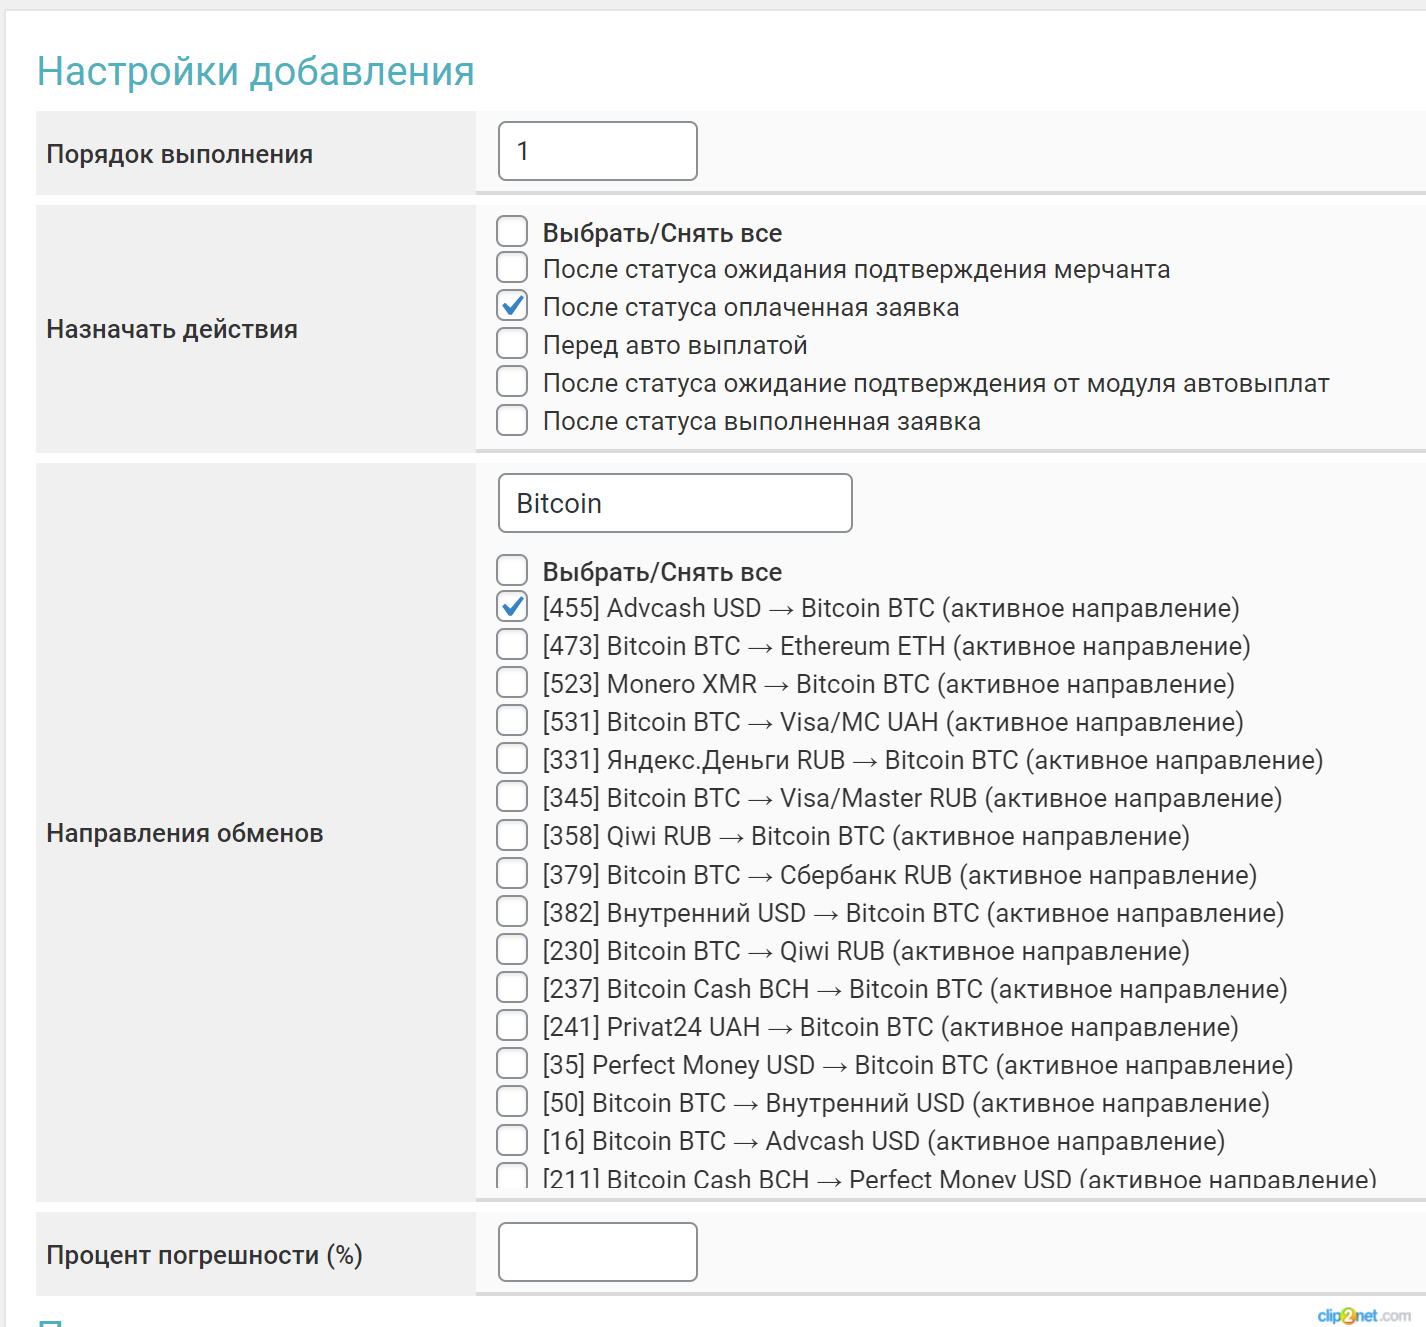 Настройки добавления
Порядок выполнения
1
Назначать действия
Выбрать/Снять все
После статуса ожидания подтверждения мерчанта
После статуса оплаченная заявка
Перед авто выплатой
После статуса ожидание подтверждения от модуля автовыплат
После статуса выполненная заявка
Направления обменов
Bitcoin
Выбрать/Снять все
[455] Advcash USD → Bitcoin BTC (активное направление)
[473] Bitcoin BTC → Ethereum ETH (активное направление)
[523] Monero XMR → Bitcoin BTC (активное направление)
[531] Bitcoin BTC → Visa/MC UAH (активное направление)
[331] Яндекс.Деньги RUB → Bitcoin BTC (активное направление)
[345] Bitcoin BTC → Visa/Master RUB (активное направление)
[358] Qiwi RUB → Bitcoin BTC (активное направление)
[379] Bitcoin BTC → Сбербанк RUB (активное направление)
[382] Внутренний USD → Bitcoin BTC (активное направление)
[230] Bitcoin BTC → Qiwi RUB (активное направление)
[237] Bitcoin Cash BCH → Bitcoin BTC (активное направление)
[241] Privat24 UAH → Bitcoin BTC (активное направление)
[35] Perfect Money USD → Bitcoin BTC (активное направление)
[50] Bitcoin BTC → Внутренний USD (активное направление)
[16] Bitcoin BTC → Advcash USD (активное направление)
[211] Bitcoin Cash BCH → Perfect Money USD (активное направление)
Процент погрешности (%)
clip2net.com